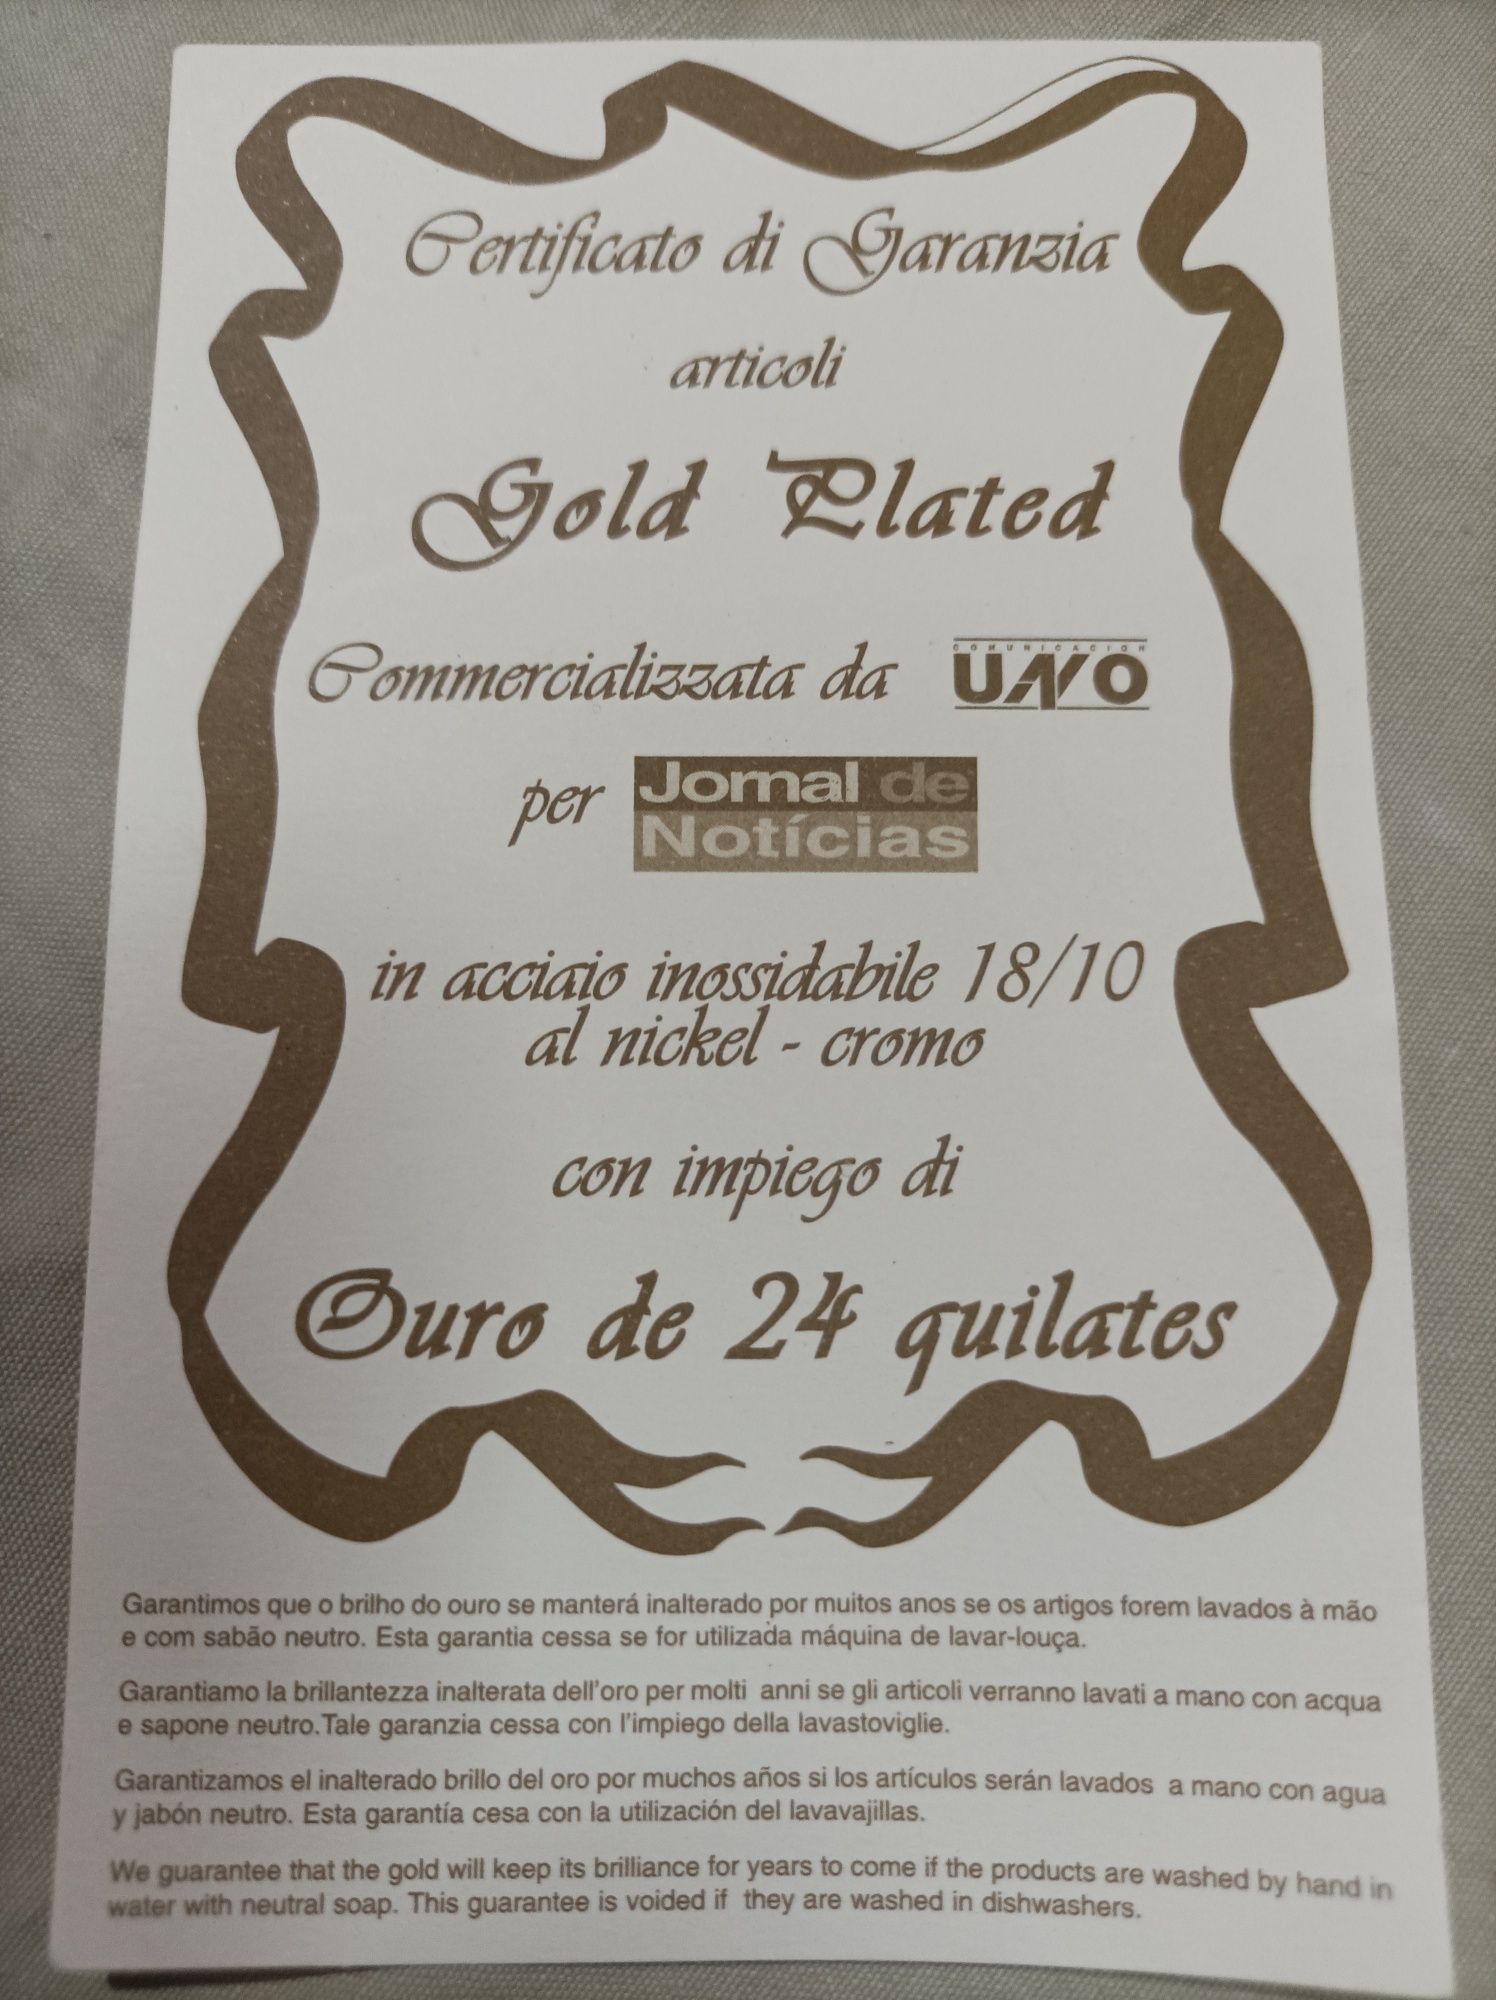 Certificato di Garanzia
articoli
Gold Plated
Commercializzata da COMUNICACION UNO
per Jornal de Notícias
in acciaio inossidabile 18/10
al nickel - cromo
con impiego di
Ouro de 24 quilates
Garantimos que o brilho do ouro se manterá inalterado por muitos anos se os artigos forem lavados à mão
e com sabão neutro. Esta garantia cessa se for utilizada máquina de lavar-louça.
Garantiamo la brillantezza inalterata dell'oro per molti anni se gli articoli verranno lavati a mano con acqua
e sapone neutro.Tale garanzia cessa con l'impiego della lavastoviglie.
Garantizamos el inalterado brillo del oro por muchos años si los artículos serán lavados a mano con agua
y jabón neutro. Esta garantía cesa con la utilización del lavavajillas.
We guarantee that the gold will keep its brilliance for years to come if the products are washed by hand in
water with neutral soap. This guarantee is voided if they are washed in dishwashers.